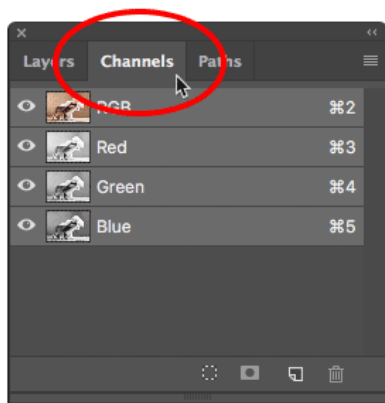 Layers Channels Paths
RGB ⌘2
Red ⌘3
Green ⌘4
Blue ⌘5